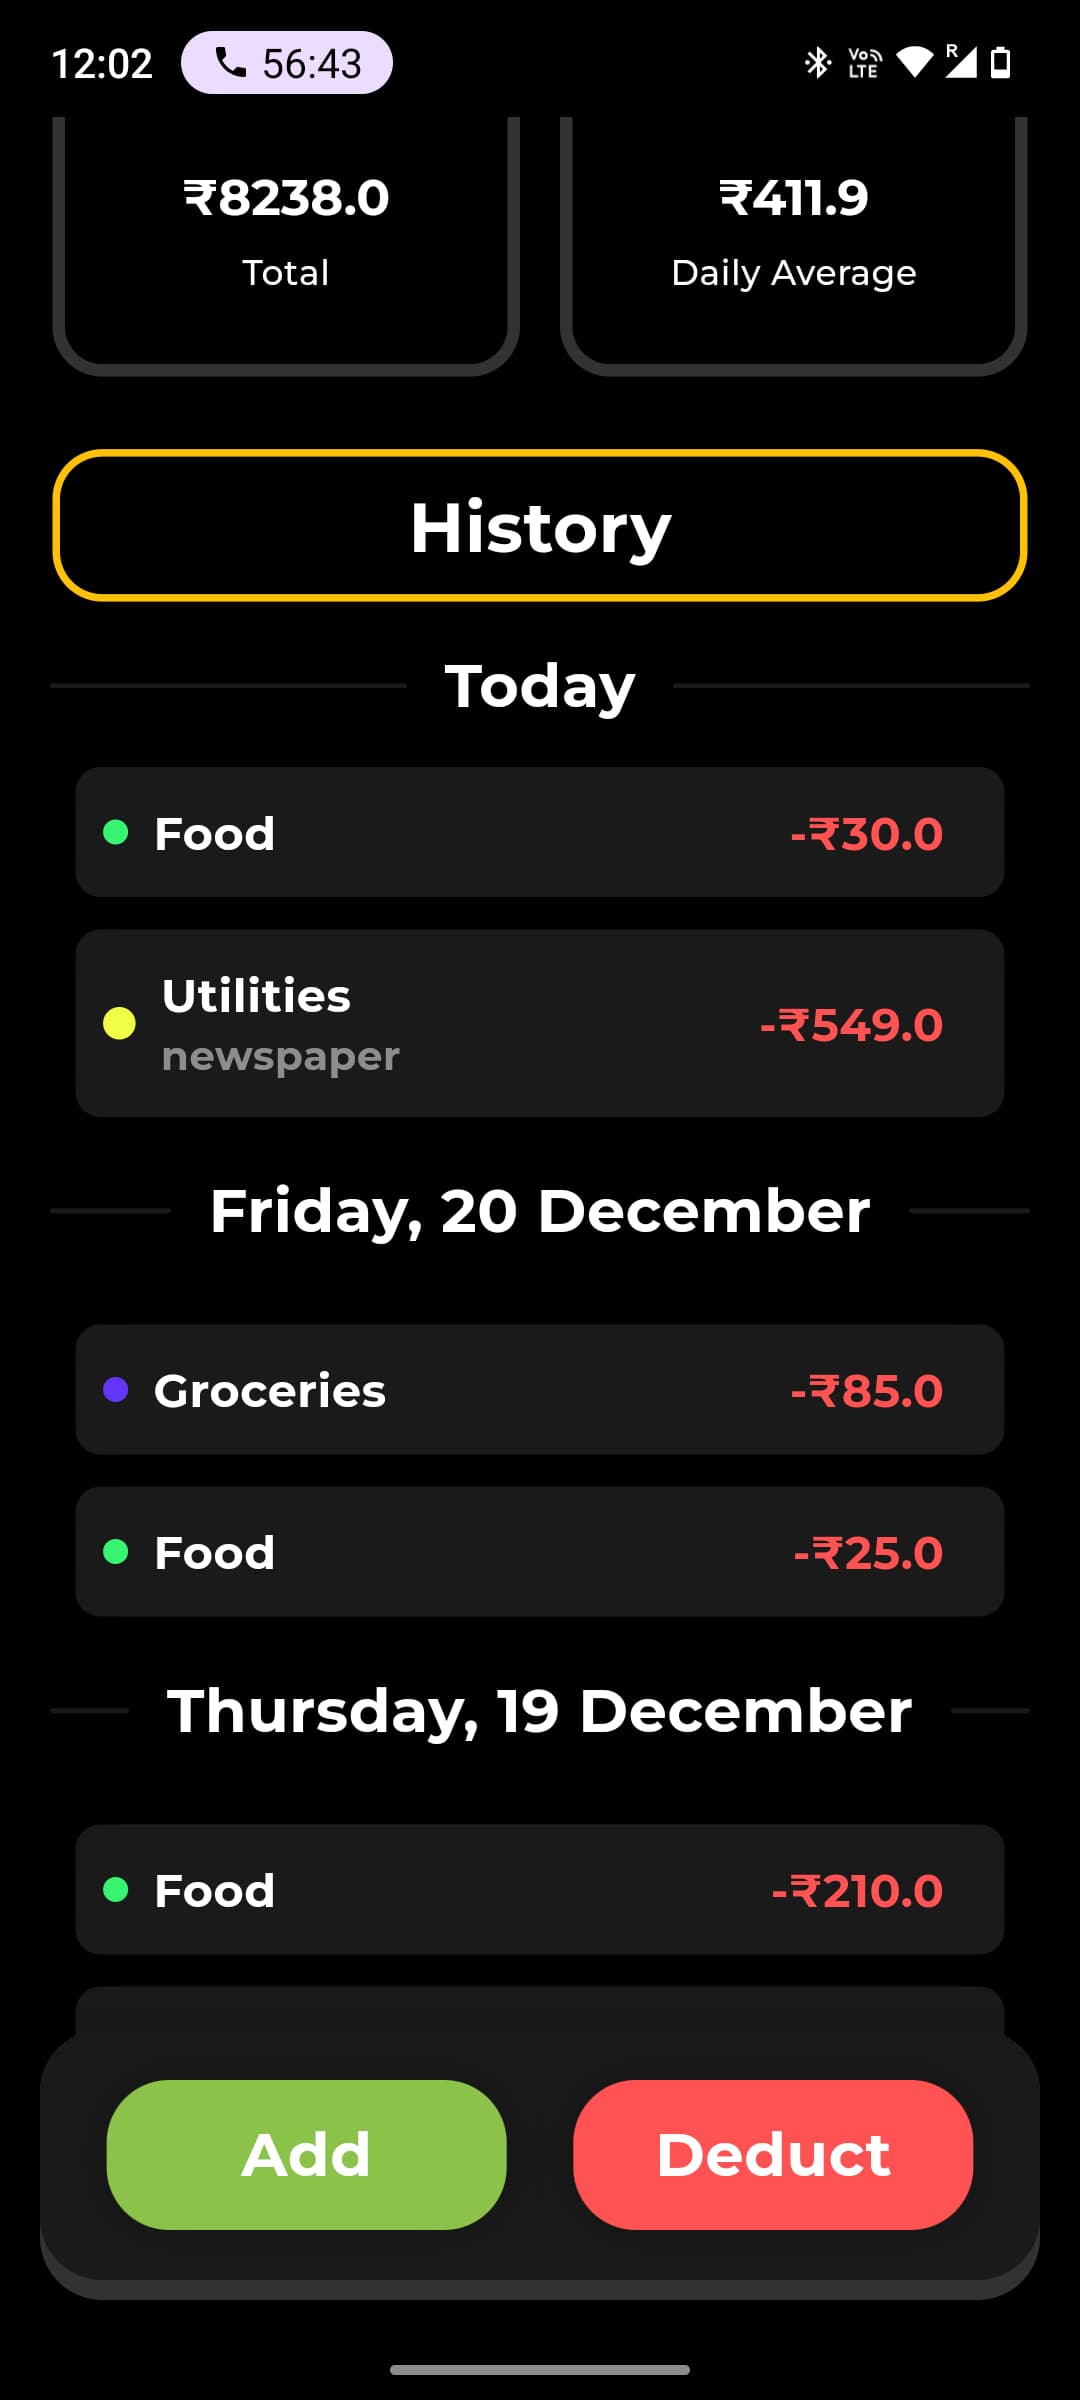 12:02 56:43 Vo LTE R
₹8238.0
Total
₹411.9
Daily Average
History
Today
Food -₹30.0
Utilities
newspaper
-₹549.0
Friday, 20 December
Groceries -₹85.0
Food -₹25.0
Thursday, 19 December
Food -₹210.0
Add Deduct